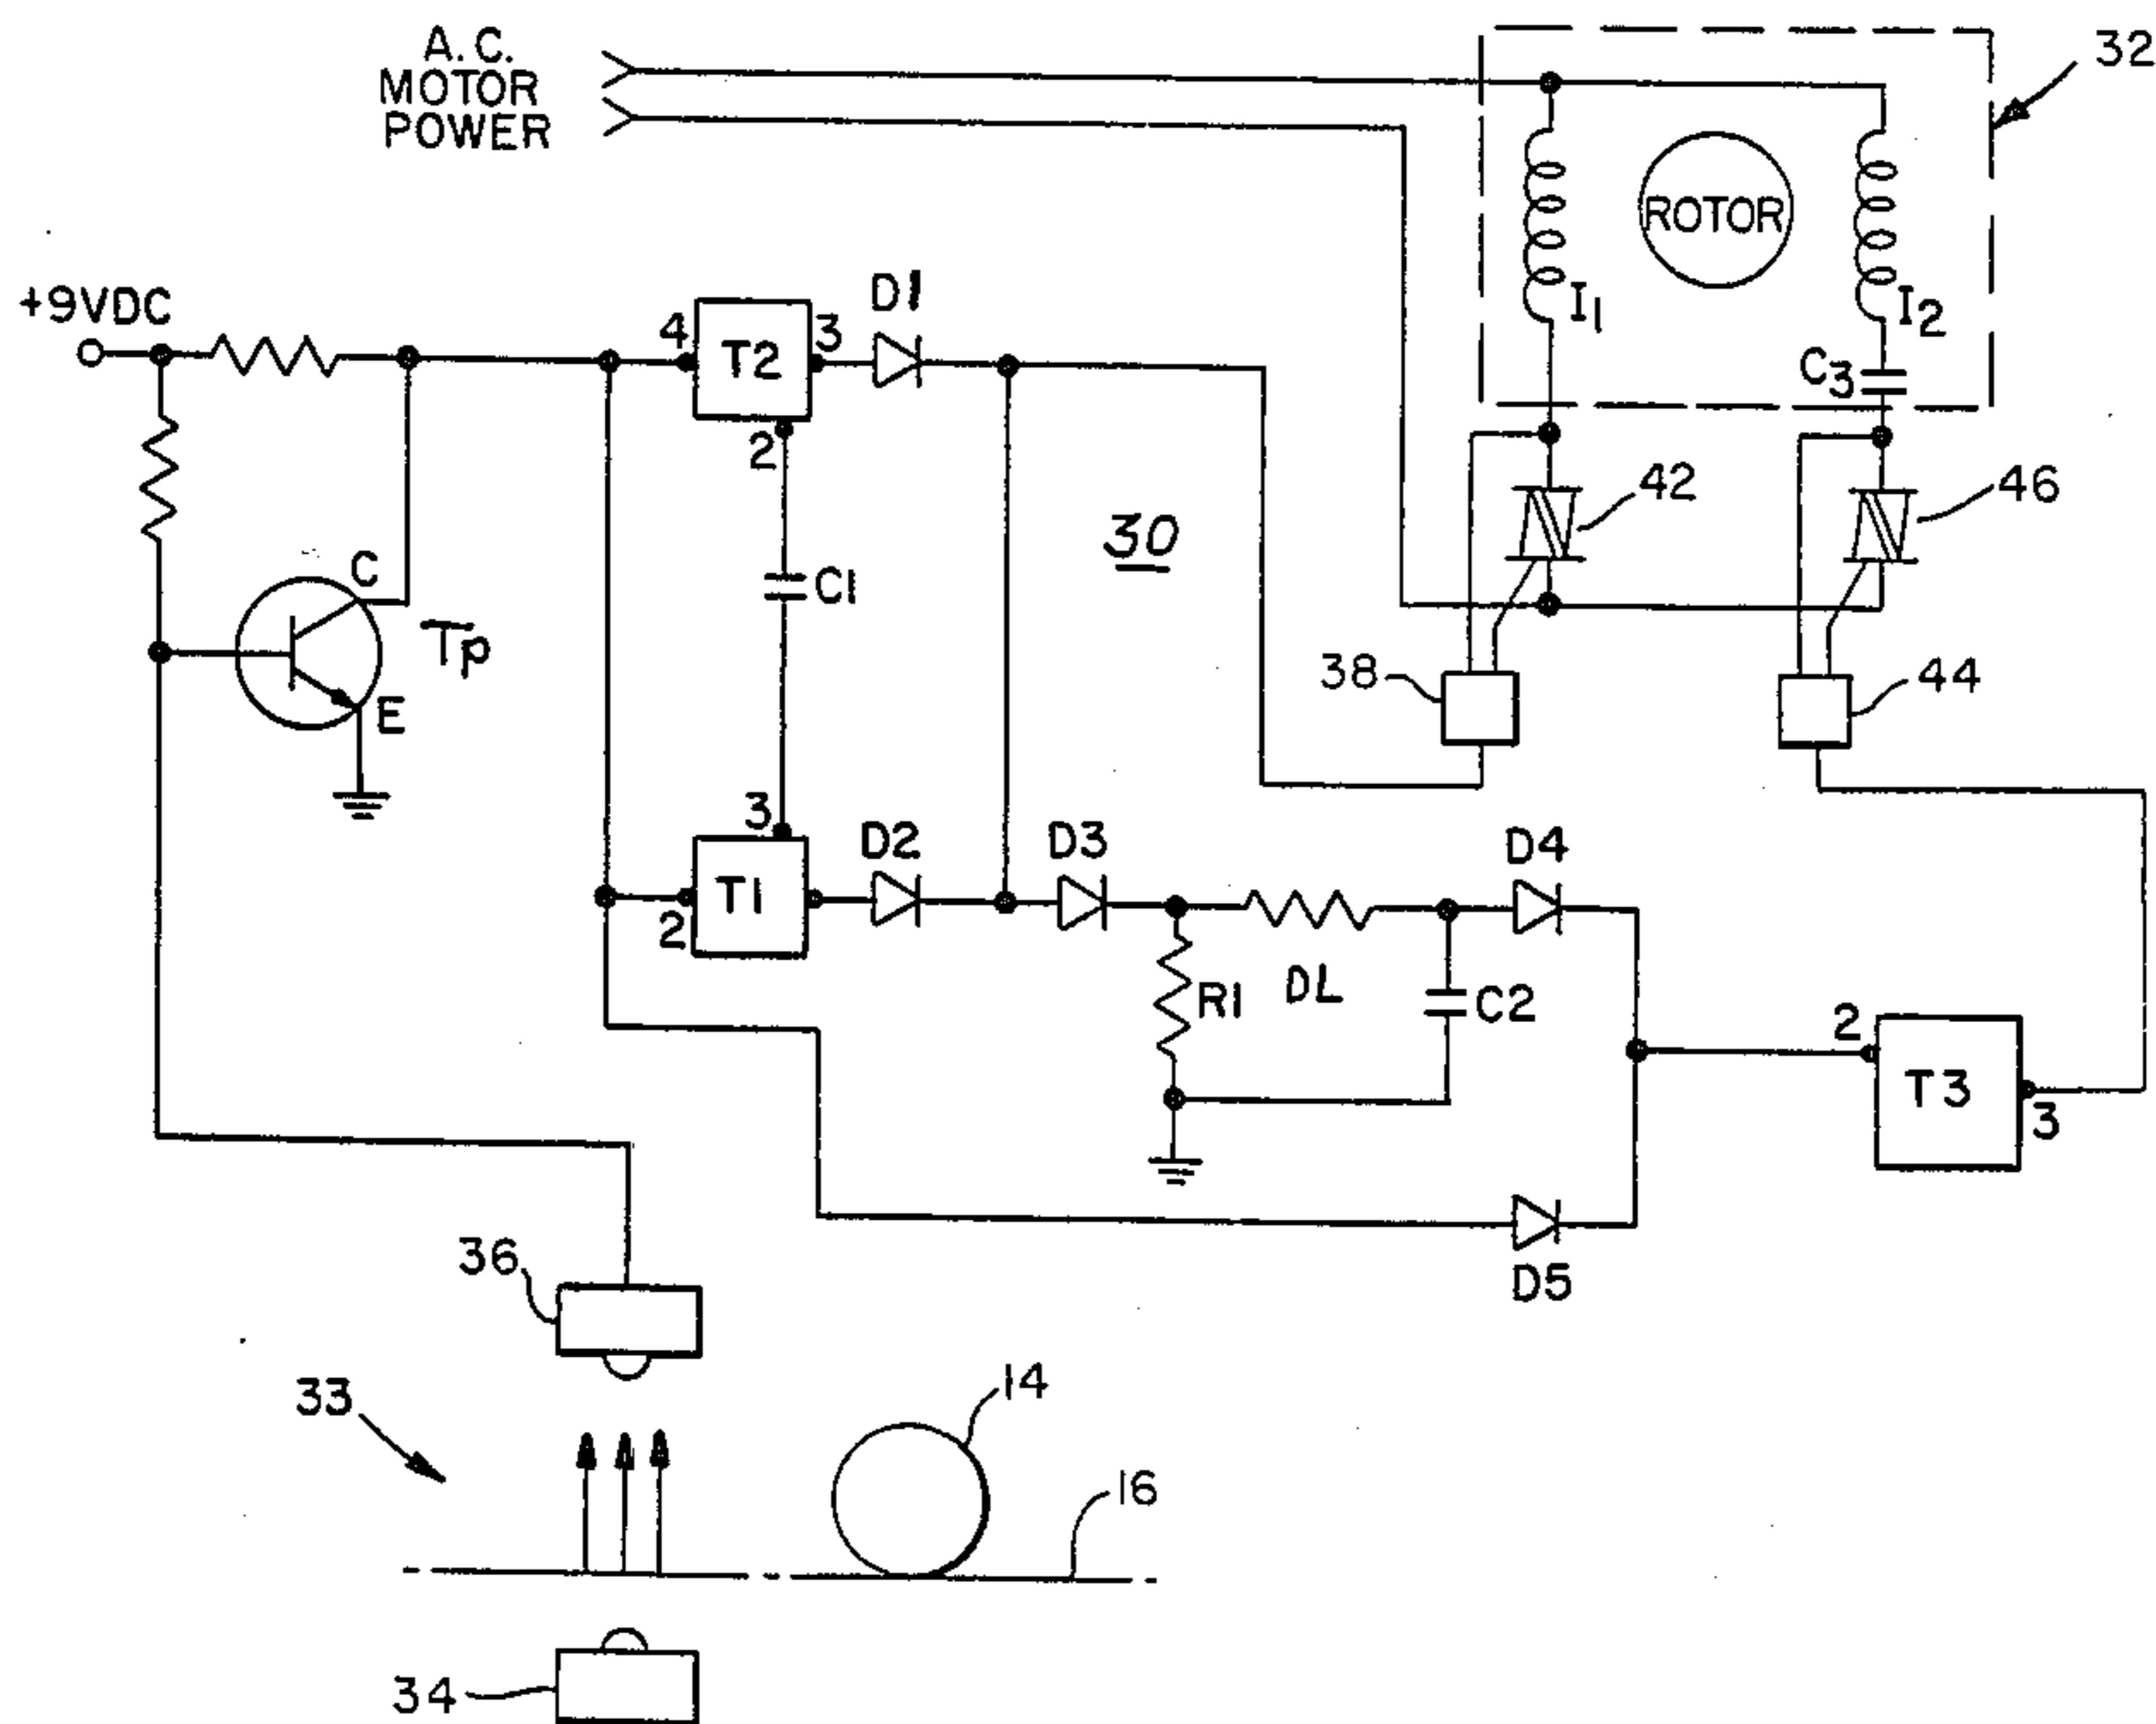 A.C.
MOTOR
POWER
32
ROTOR
I1
I2
C3
+9VDC
4
T2
3
D1
2
C1
30
42
46
C
Tp
E
38
44
3
T1
2
D2
D3
D4
R1
DL
C2
2
T3
3
D5
36
33
14
16
34